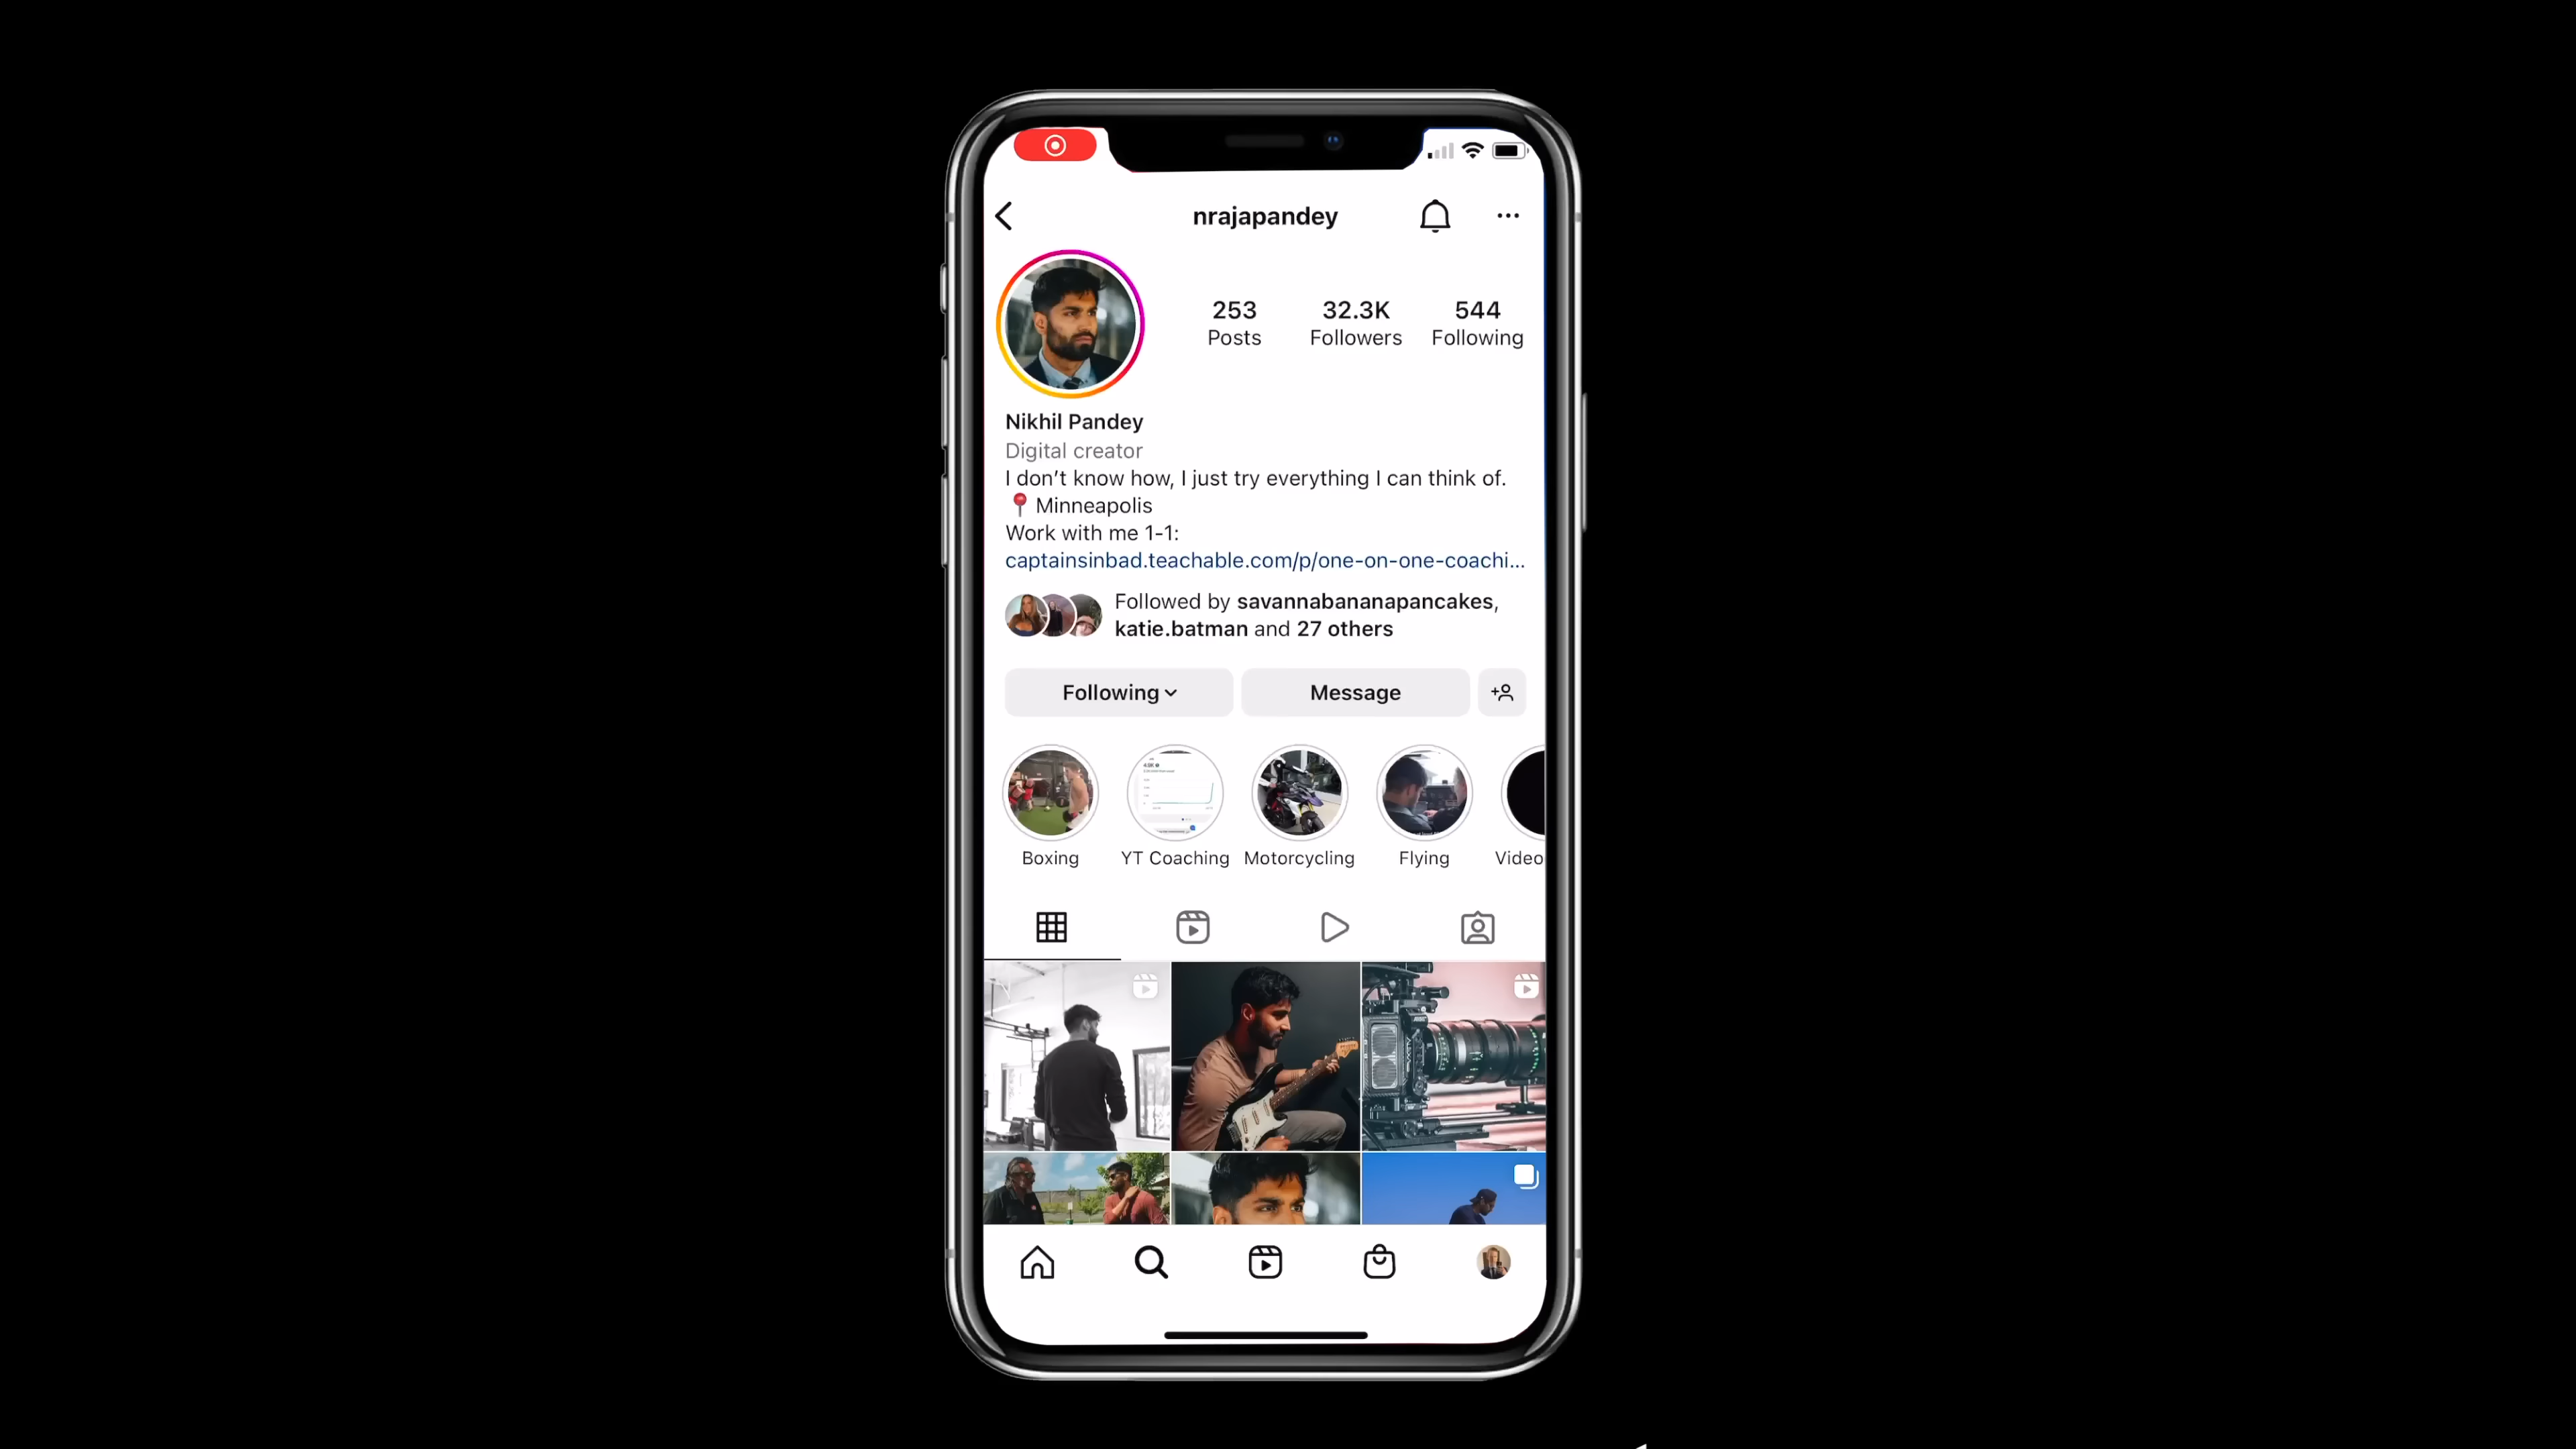 nrajapandey
253
Posts
32.3K
Followers
544
Following
Nikhil Pandey
Digital creator
I don't know how, I just try everything I can think of.
📍 Minneapolis
Work with me 1-1:
captainsinbad.teachable.com/p/one-on-one-coachi...
Followed by savannabananapancakes,
katie.batman and 27 others
Following
Message
Boxing
YT Coaching
Motorcycling
Flying
Video